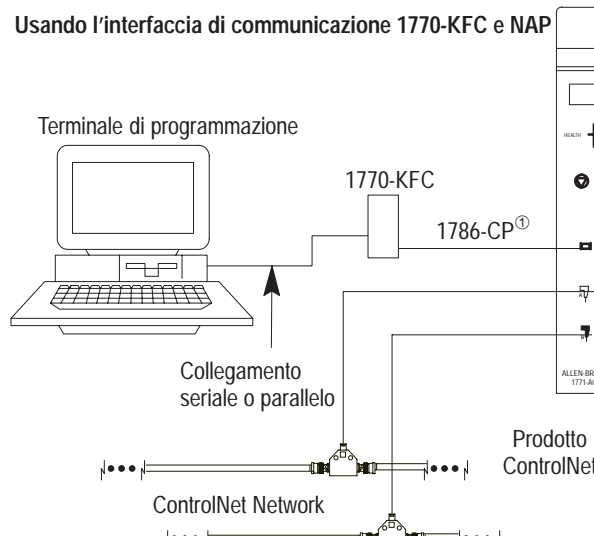 Usando l'interfaccia di communicazione 1770-KFC e NAP
Terminale di programmazione
HEALTH
1770-KFC
1786-CP①
A
B
Collegamento
seriale o parallelo
ALLEN-BR
1771-AC
Prodotto
ControlNet
ControlNet Network